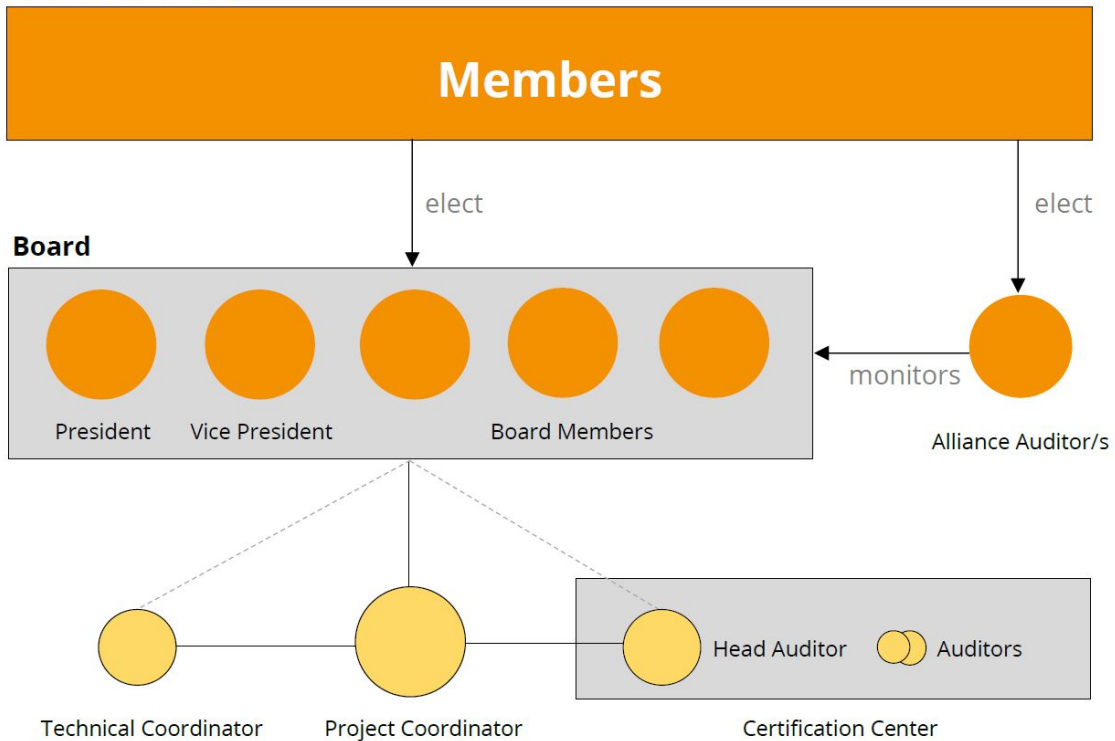 Members
elect
elect
Board
President
Vice President
Board Members
monitors
Alliance Auditor/s
Head Auditor
Auditors
Technical Coordinator
Project Coordinator
Certification Center